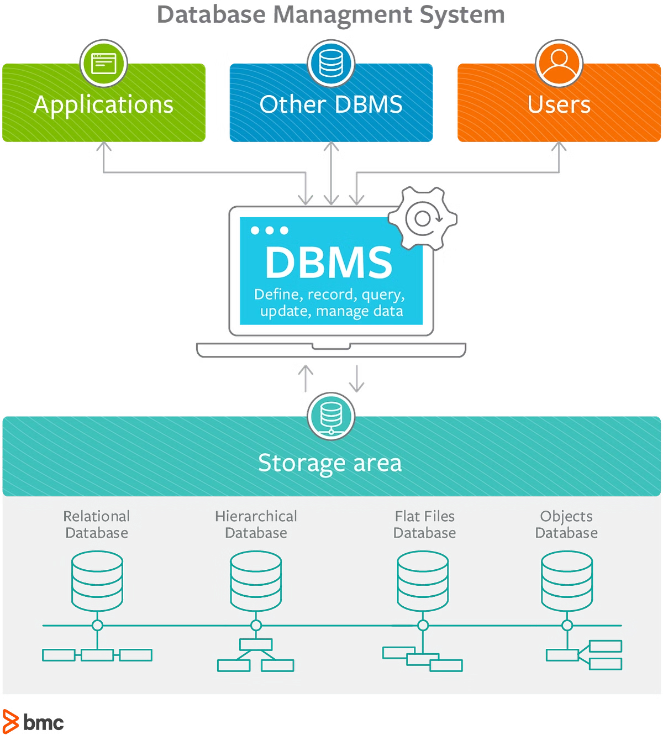 Database Managment System
Applications
Other DBMS
Users
DBMS
Define, record, query,
update, manage data
Storage area
Relational
Database
Hierarchical
Database
Flat Files
Database
Objects
Database
bmc